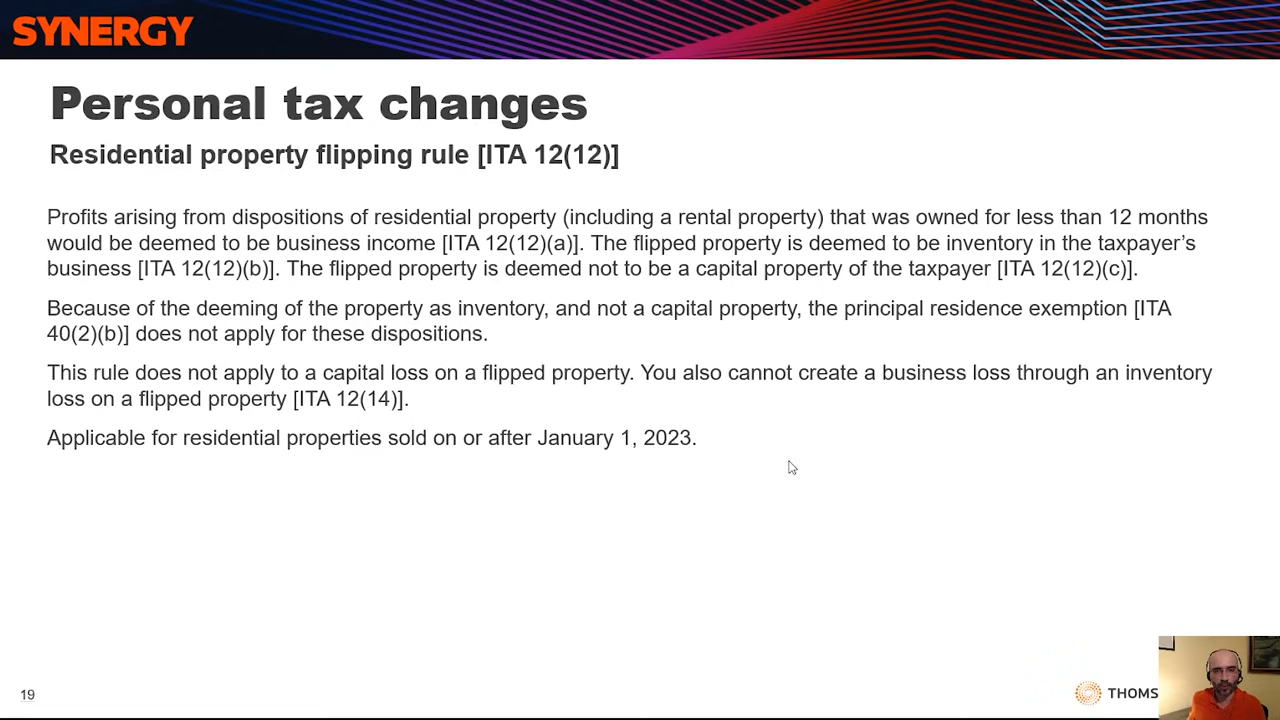 SYNERGY
Personal tax changes
Residential property flipping rule [ITA 12(12)]
Profits arising from dispositions of residential property (including a rental property) that was owned for less than 12 months
would be deemed to be business income [ITA 12(12)(a)]. The flipped property is deemed to be inventory in the taxpayer’s
business [ITA 12(12)(b)]. The flipped property is deemed not to be a capital property of the taxpayer [ITA 12(12)(c)].
Because of the deeming of the property as inventory, and not a capital property, the principal residence exemption [ITA
40(2)(b)] does not apply for these dispositions.
This rule does not apply to a capital loss on a flipped property. You also cannot create a business loss through an inventory
loss on a flipped property [ITA 12(14)].
Applicable for residential properties sold on or after January 1, 2023.
19
THOMS